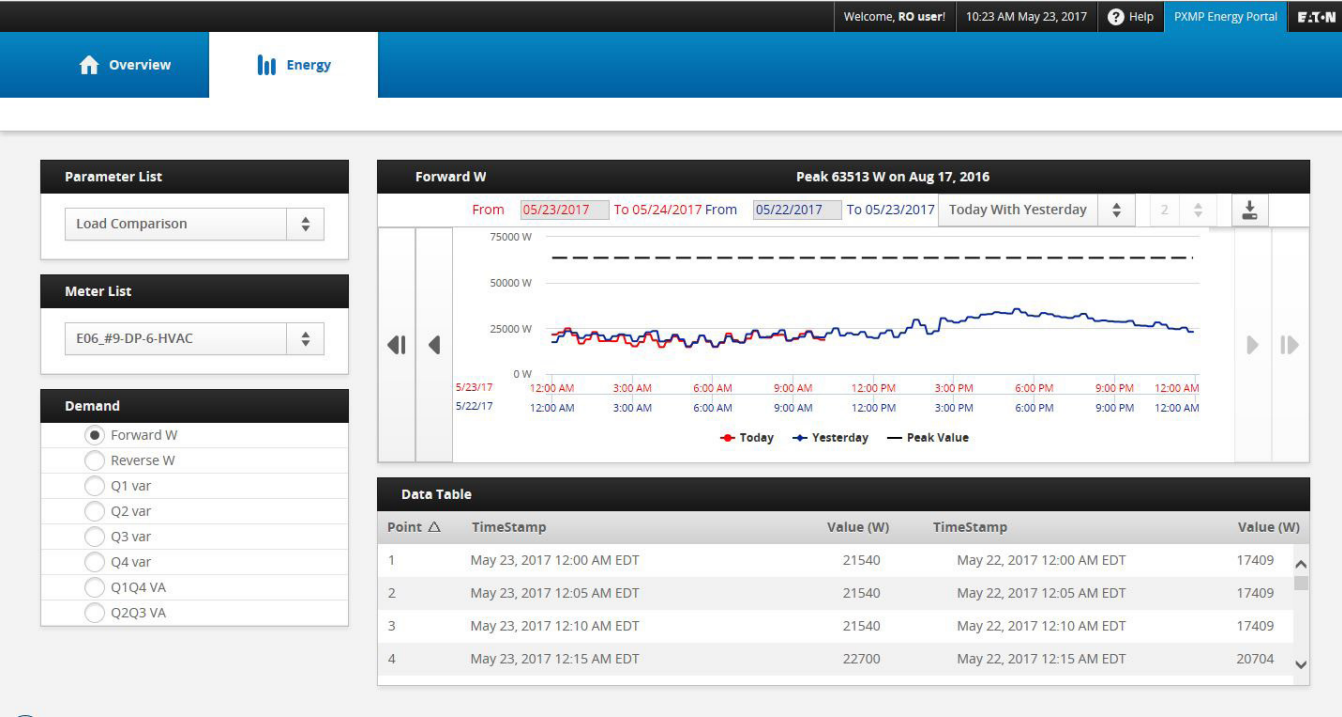 Welcome, RO user! 10:23 AM May 23, 2017 ? Help PXMP Energy Portal E·T·N
Overview Energy
Parameter List
Load Comparison
Meter List
E06_#9-DP-6-HVAC
Demand
Forward W
Reverse W
Q1 var
Q2 var
Q3 var
Q4 var
Q1Q4 VA
Q2Q3 VA
Forward W Peak 63513 W on Aug 17, 2016
From 05/23/2017 To 05/24/2017 From 05/22/2017 To 05/23/2017 Today With Yesterday 2
75000 W
50000 W
25000 W
0 W
5/23/17 12:00 AM 3:00 AM 6:00 AM 9:00 AM 12:00 PM 3:00 PM 6:00 PM 9:00 PM 12:00 AM
5/22/17 12:00 AM 3:00 AM 6:00 AM 9:00 AM 12:00 PM 3:00 PM 6:00 PM 9:00 PM 12:00 AM
Today Yesterday Peak Value
Data Table
Point TimeStamp Value (W) TimeStamp Value (W)
1 May 23, 2017 12:00 AM EDT 21540 May 22, 2017 12:00 AM EDT 17409
2 May 23, 2017 12:05 AM EDT 21540 May 22, 2017 12:05 AM EDT 17409
3 May 23, 2017 12:10 AM EDT 21540 May 22, 2017 12:10 AM EDT 17409
4 May 23, 2017 12:15 AM EDT 22700 May 22, 2017 12:15 AM EDT 20704